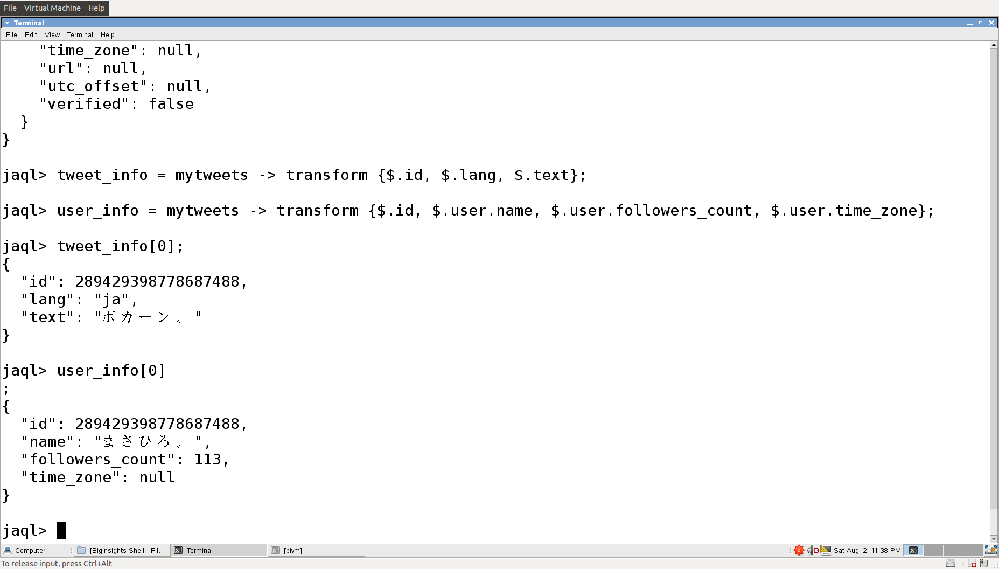 File Virtual Machine Help
Terminal
File Edit View Terminal Help
"time_zone": null,
"url": null,
"utc_offset": null,
"verified": false
}
}
jaql> tweet_info = mytweets -> transform {$.id, $.lang, $.text};
jaql> user_info = mytweets -> transform {$.id, $.user.name, $.user.followers_count, $.user.time_zone};
jaql> tweet_info[0];
{
"id": 289429398778687488,
"lang": "ja",
"text": "ポカーン。"
}
jaql> user_info[0]
;
{
"id": 289429398778687488,
"name": "まさひろ。",
"followers_count": 113,
"time_zone": null
}
jaql>
Computer [BigInsights Shell - Fil... Terminal [bivm] Sat Aug 2, 11:38 PM
To release input, press Ctrl+Alt